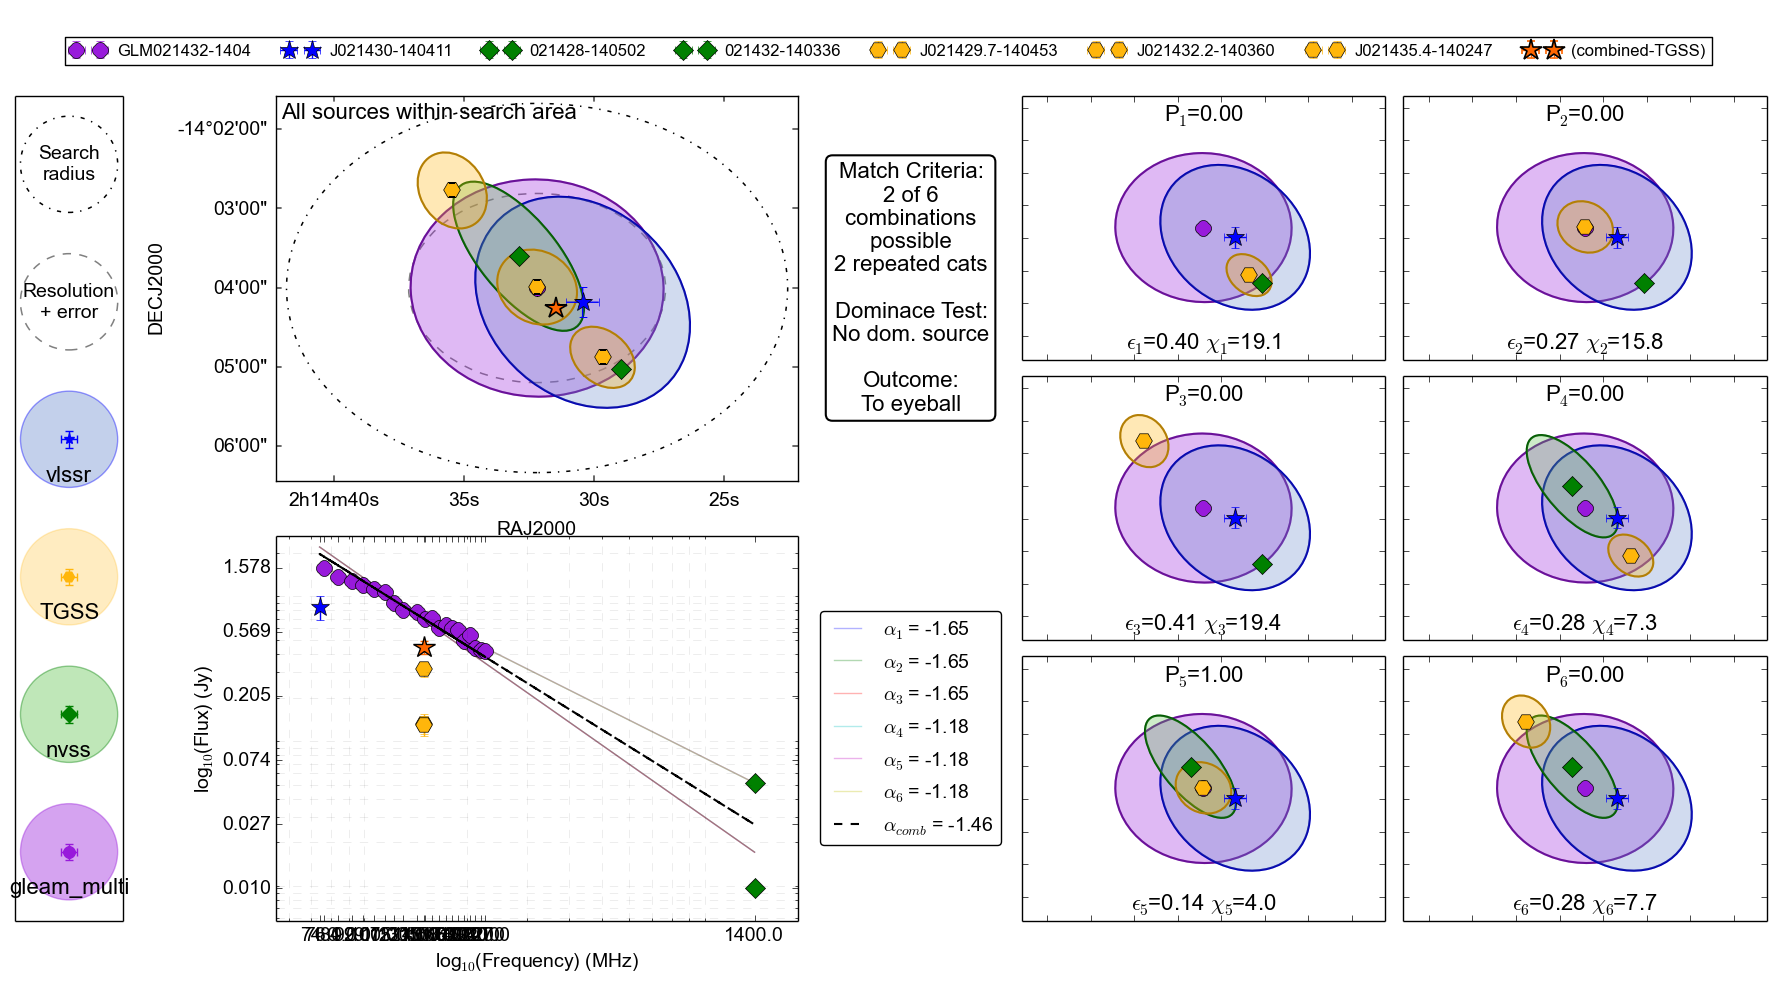 GLM021432-1404 J021430-140411 021428-140502 021432-140336 J021429.7-140453 J021432.2-140360 J021435.4-140247 (combined-TGSS)
Search
radius
Resolution
+ error
vlssr
TGSS
nvss
gleam_multi
All sources within search area
-14°02'00"
03'00"
04'00"
05'00"
06'00"
DECJ2000
2h14m40s 35s 30s 25s
RAJ2000
1.578
0.569
0.205
0.074
0.027
0.010
log10(Flux) (Jy)
1400.0
log10(Frequency) (MHz)
Match Criteria:
2 of 6
combinations
possible
2 repeated cats
Dominace Test:
No dom. source
Outcome:
To eyeball
α1 = -1.65
α2 = -1.65
α3 = -1.65
α4 = -1.18
α5 = -1.18
α6 = -1.18
αcomb = -1.46
P1=0.00
ϵ1=0.40 χ1=19.1
P2=0.00
ϵ2=0.27 χ2=15.8
P3=0.00
ϵ3=0.41 χ3=19.4
P4=0.00
ϵ4=0.28 χ4=7.3
P5=1.00
ϵ5=0.14 χ5=4.0
P6=0.00
ϵ6=0.28 χ6=7.7